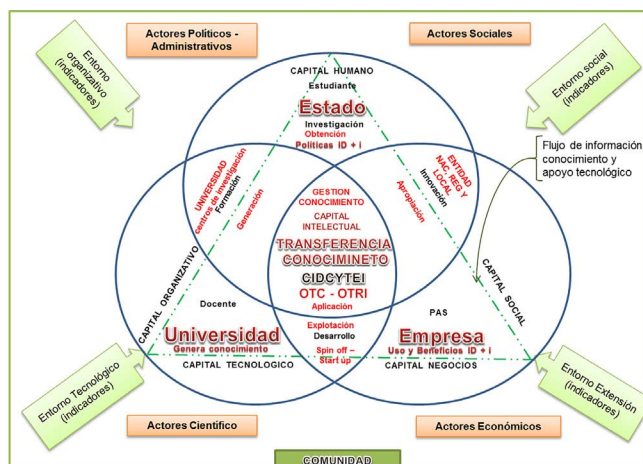 Actores Políticos -
Administrativos
Actores Sociales
Entorno
organizativo
(indicadores)
Entorno social
(indicadores)
CAPITAL HUMANO
Estudiante
Estado
Investigación
Obtención
Políticas ID + i
Flujo de información
conocimiento y
apoyo tecnológico
UNIVERSIDAD
centros de investigación
Formación
Generación
ENTIDAD
NAC, REG Y
LOCAL
Innovación
Apropiación
GESTION
CONOCIMIENTO
CAPITAL
INTELECTUAL
TRANSFERENCIA
CONOCIMINETO
CIDCYTEI
OTC - OTRI
Aplicación
CAPITAL ORGANIZATIVO
CAPITAL SOCIAL
Docente
Universidad
Genera conocimiento
PAS
Empresa
Uso y Beneficios ID + i
Explotación
Desarrollo
Spin off –
Start up
CAPITAL TECNOLOGICO
CAPITAL NEGOCIOS
Entorno Tecnológico
(indicadores)
Entorno Extensión
(indicadores)
Actores Científico
Actores Económicos
COMUNIDAD